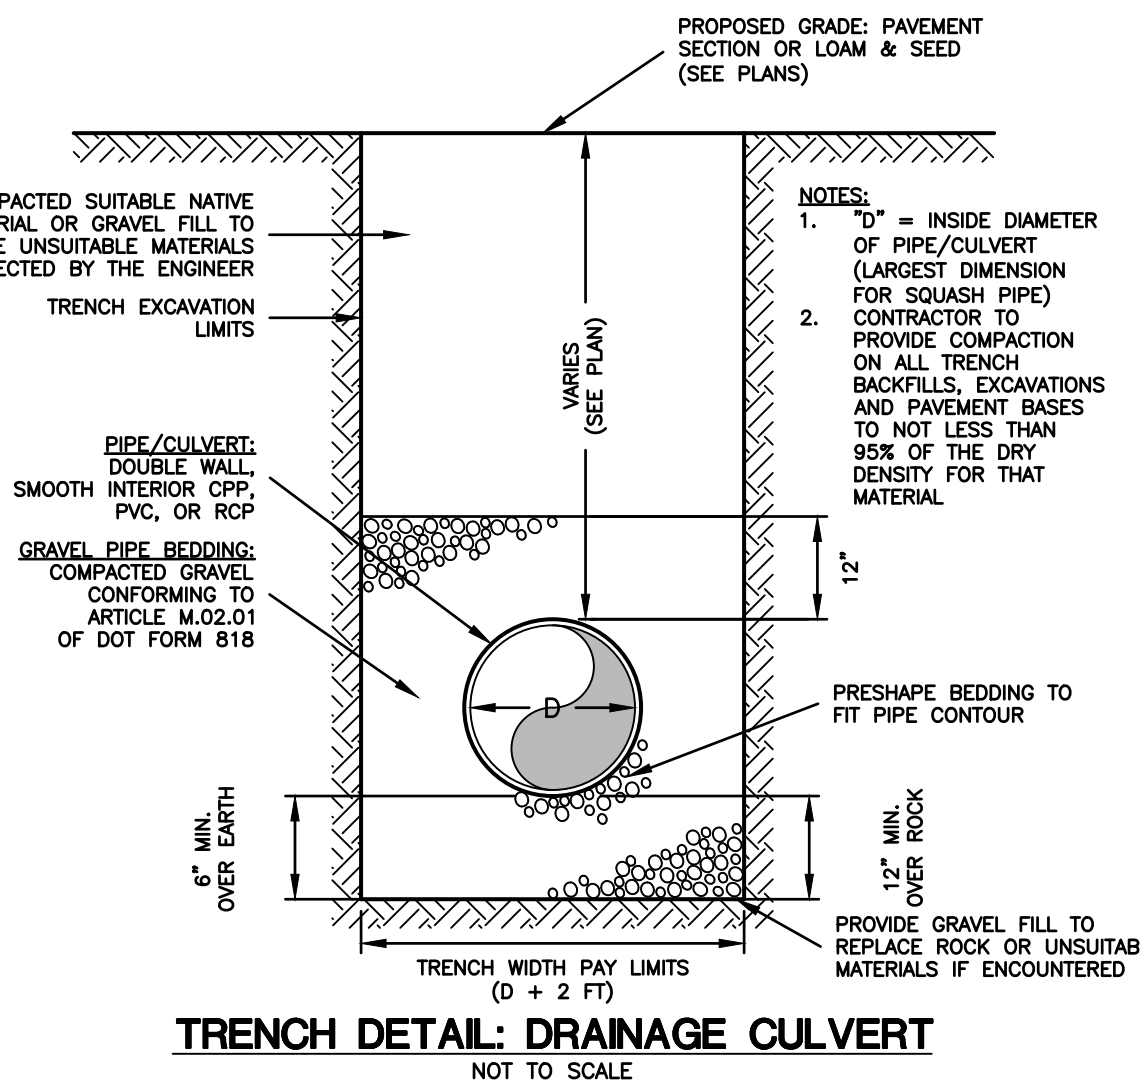 PROPOSED GRADE: PAVEMENT
SECTION OR LOAM & SEED
(SEE PLANS)
SUITABLE NATIVE
OR GRAVEL FILL TO
UNSUITABLE MATERIALS
BY THE ENGINEER
TRENCH EXCAVATION
LIMITS
PIPE/CULVERT:
DOUBLE WALL,
SMOOTH INTERIOR CPP,
PVC, OR RCP
GRAVEL PIPE BEDDING:
COMPACTED GRAVEL
CONFORMING TO
ARTICLE M.02.01
OF DOT FORM 818
VARIES
(SEE PLAN)
NOTES:
1. "D" = INSIDE DIAMETER
OF PIPE/CULVERT
(LARGEST DIMENSION
FOR SQUASH PIPE)
2. CONTRACTOR TO
PROVIDE COMPACTION
ON ALL TRENCH
BACKFILLS, EXCAVATIONS
AND PAVEMENT BASES
TO NOT LESS THAN
95% OF THE DRY
DENSITY FOR THAT
MATERIAL
12"
D
PRESHAPE BEDDING TO
FIT PIPE CONTOUR
6" MIN.
OVER EARTH
12" MIN.
OVER ROCK
PROVIDE GRAVEL FILL TO
REPLACE ROCK OR
MATERIALS IF ENCOUNTERED
TRENCH WIDTH PAY LIMITS
(D + 2 FT)
TRENCH DETAIL: DRAINAGE CULVERT
NOT TO SCALE